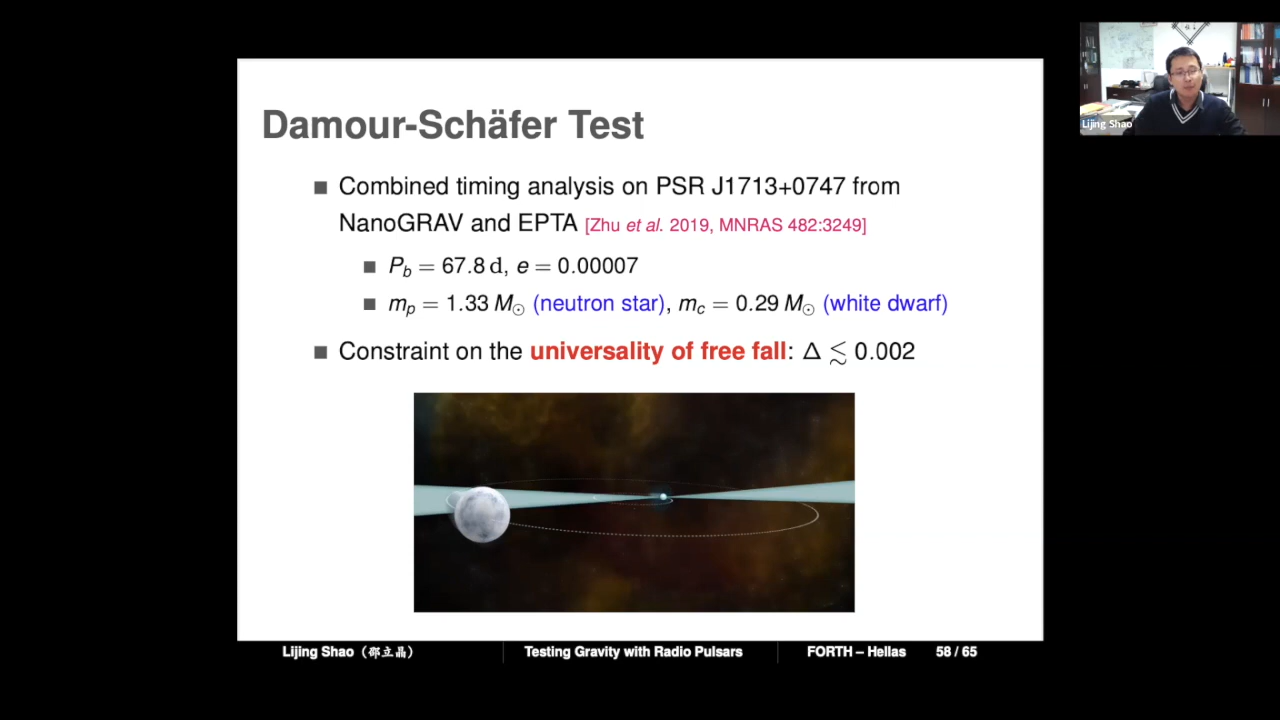 Damour-Schäfer Test
■ Combined timing analysis on PSR J1713+0747 from
NanoGRAV and EPTA [Zhu et al. 2019, MNRAS 482:3249]
■ P_b = 67.8 d, e = 0.00007
■ m_p = 1.33 M_⊙ (neutron star), m_c = 0.29 M_⊙ (white dwarf)
■ Constraint on the universality of free fall: Δ ≲ 0.002
Lijing Shao (邵立晶)
Testing Gravity with Radio Pulsars
FORTH – Hellas
58 / 65
Lijing Shao